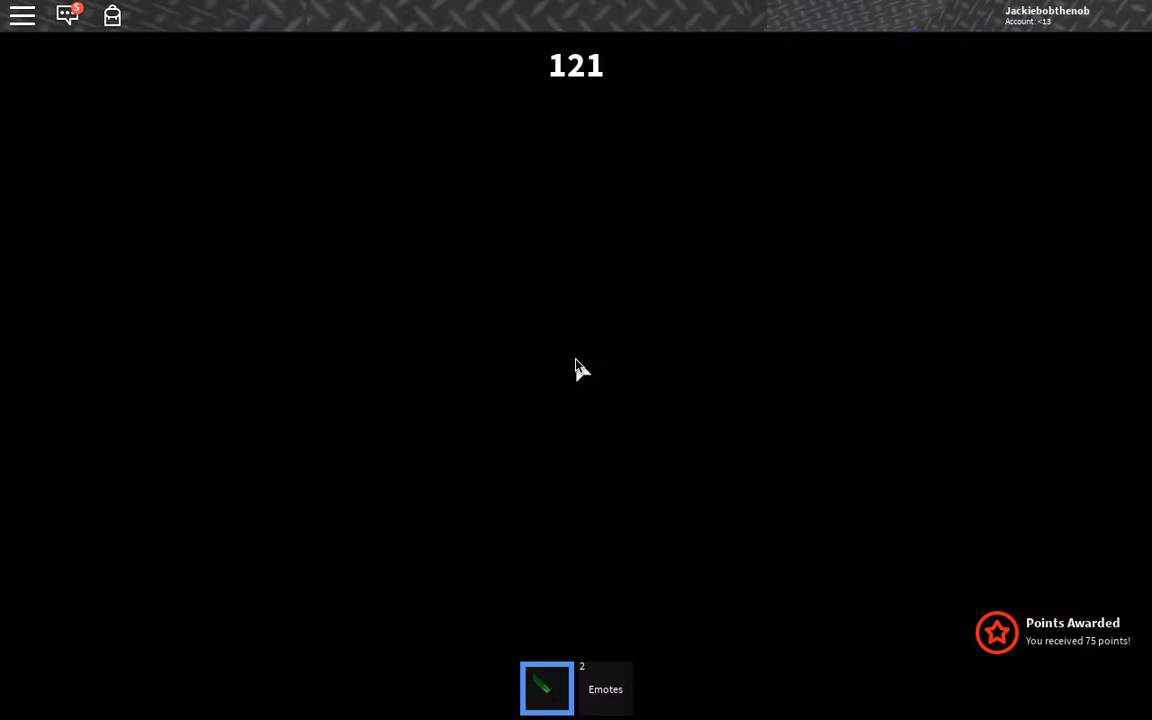 5
Jackiebobthenob
Account: <13
121
Points Awarded
You received 75 points!
2
Emotes